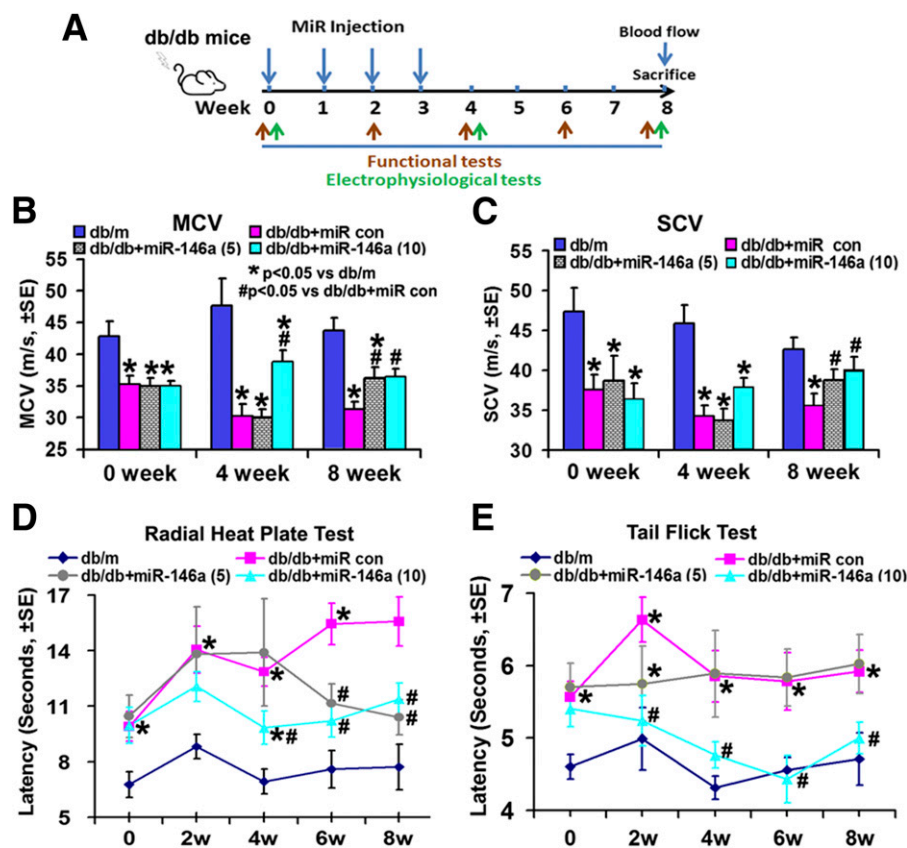 A
db/db mice
MiR Injection
Blood flow
Sacrifice
Week 0 1 2 3 4 5 6 7 8
Functional tests
Electrophysiological tests
B
MCV
db/m
db/db+miR con
db/db+miR-146a (5)
db/db+miR-146a (10)
* p<0.05 vs db/m
#p<0.05 vs db/db+miR con
MCV (m/s, ±SE)
55
50
45
40
35
30
25
* ** * * * # * * * # #
0 week 4 week 8 week
C
SCV
db/m
db/db+miR con
db/db+miR-146a (5)
db/db+miR-146a (10)
SCV (m/s, ±SE)
55
50
45
40
35
30
* * * * * * * # #
0 week 4 week 8 week
D
Radial Heat Plate Test
db/m
db/db+miR con
db/db+miR-146a (5)
db/db+miR-146a (10)
Latency (Seconds, ±SE)
17
14
11
8
5
* * * *# * # # # #
0 2w 4w 6w 8w
E
Tail Flick Test
db/m
db/db+miR con
db/db+miR-146a (5)
db/db+miR-146a (10)
Latency (Seconds, ±SE)
7
6
5
4
* * * # * # * # * #
0 2w 4w 6w 8w